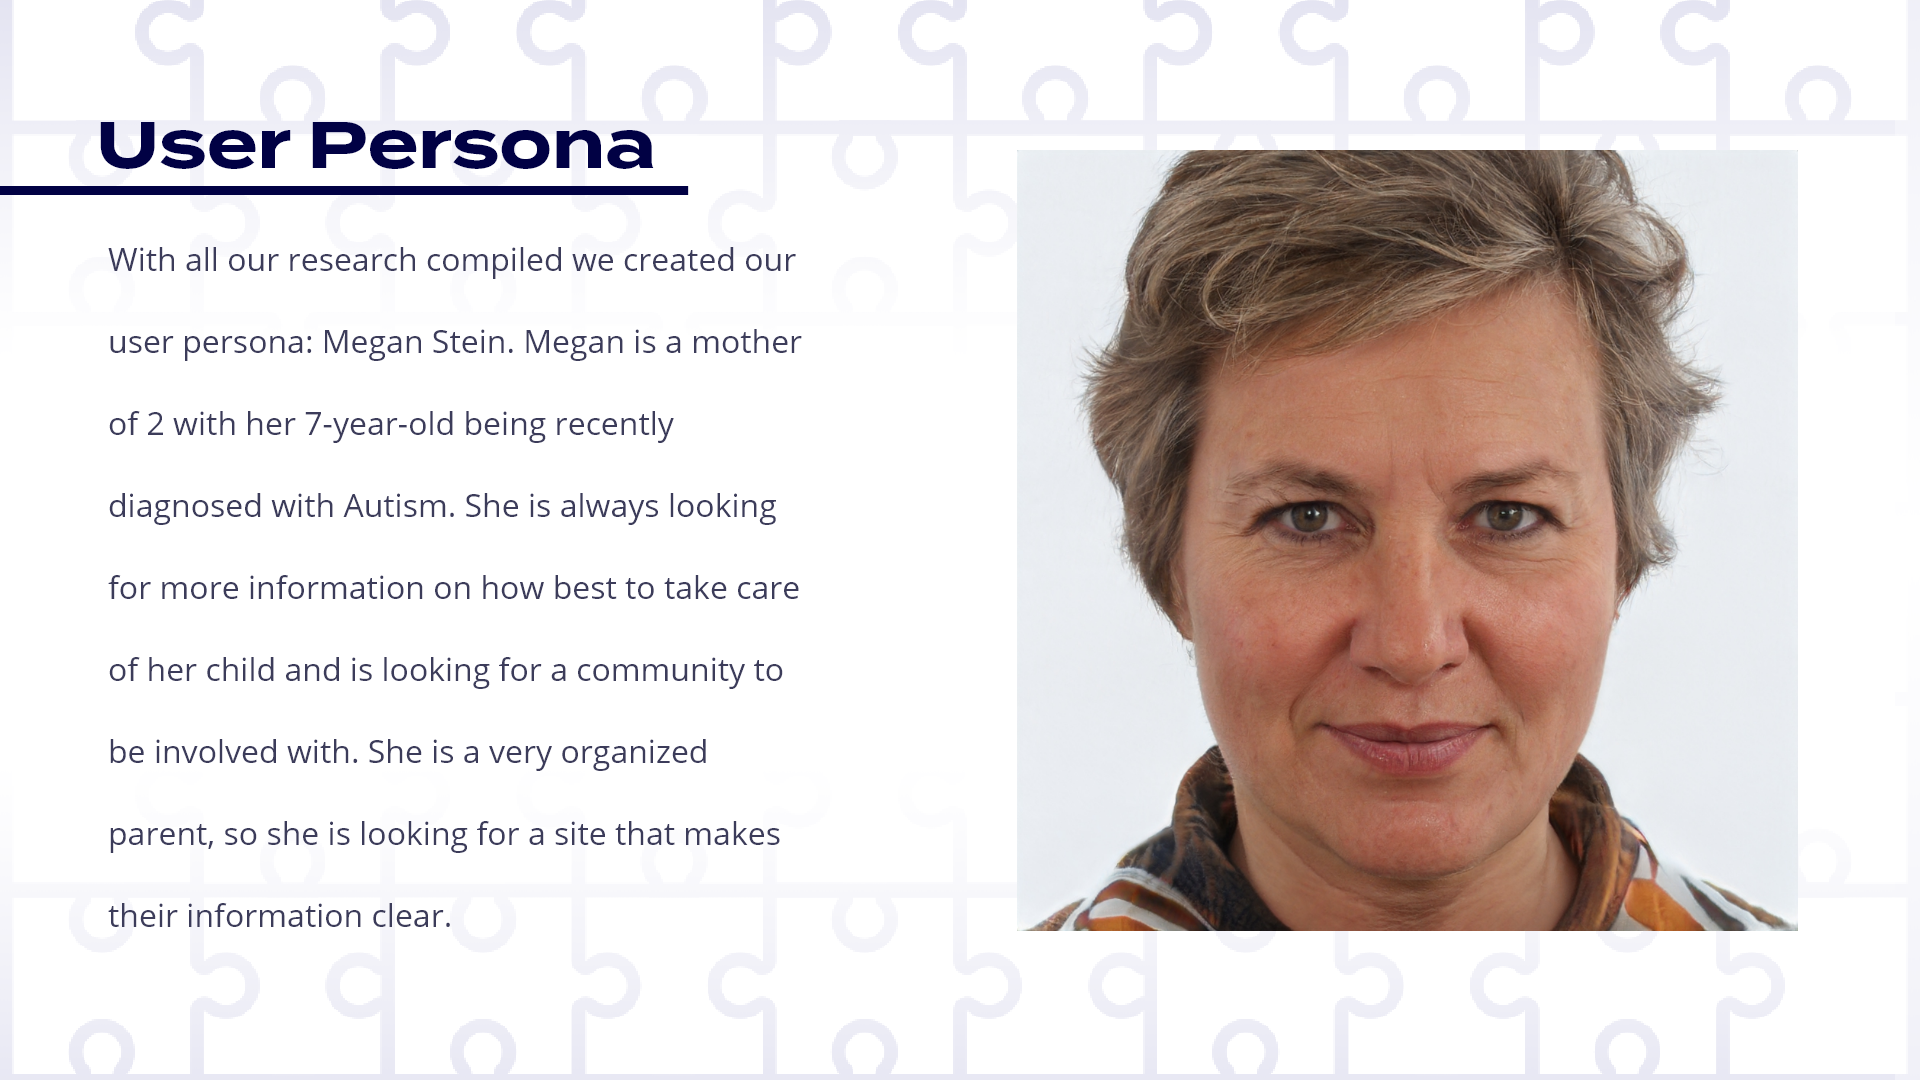 User Persona
With all our research compiled we created our
user persona: Megan Stein. Megan is a mother
of 2 with her 7-year-old being recently
diagnosed with Autism. She is always looking
for more information on how best to take care
of her child and is looking for a community to
be involved with. She is a very organized
parent, so she is looking for a site that makes
their information clear.